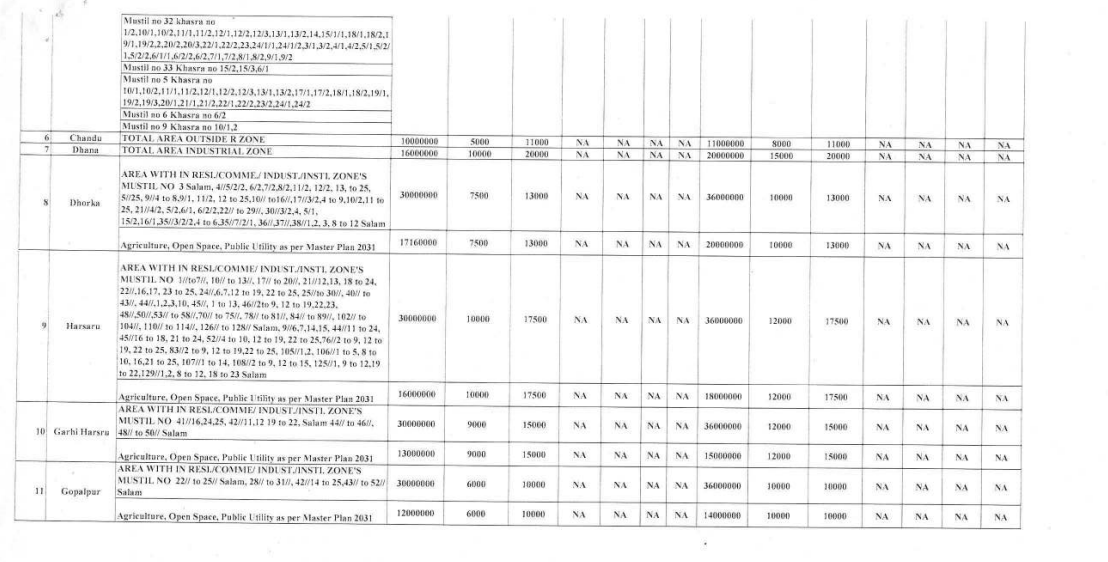 Mustil no 32 khasra no
1/2,10/1,10/2,11/1,11/2,12/1,12/2,12/3,13/1,13/2,14,15/1/1,18/1,18/2,1
9/1,19/2,2,20/2,20/3,22/1,22/2,23,24/1/1,24/1/2,3/1,3/2,4/1,4/2,5/1,5/2/
1,5/2/2,6/1/1,6/2/2,6/2,7/1,7/2,8/1,8/2,9/1,9/2
Mustil no 33 Khasra no 15/2,15/3,6/1
Mustil no 5 Khasra no
10/1,10/2,11/1,11/2,12/1,12/2,12/3,13/1,13/2,17/1,17/2,18/1,18/2,19/1,
19/2,19/3,20/1,21/1,21/2,22/1,22/2,23/2,24/1,24/2
Mustil no 6 Khasra no 6/2
Mustil no 9 Khasra no 10/1,2
6 Chandu TOTAL AREA OUTSIDE R ZONE 10000000 5000 11000 NA NA NA NA 11000000 8000 11000 NA NA NA NA
7 Dhana TOTAL AREA INDUSTRIAL ZONE 16000000 10000 20000 NA NA NA NA 20000000 15000 20000 NA NA NA NA
AREA WITH IN RESI./COMME./ INDUST./INSTI. ZONE'S
MUSTIL NO 3 Salam, 4//5/2/2, 6/2,7/2,8/2,11/2, 12/2, 13, to 25,
5//25, 9//4 to 8,9/1, 11/2, 12 to 25,10// to16//,17//3/2,4 to 9,10/2,11 to
25, 21//4/2, 5/2,6/1, 6/2/2,22// to 29//, 30//3/2,4, 5/1,
15/2,16/1,35//3/2/2,4 to 6,35//7/2/1, 36//,37//,38//1,2, 3, 8 to 12 Salam
8 Dhorka 30000000 7500 13000 NA NA NA NA 36000000 10000 13000 NA NA NA NA
Agriculture, Open Space, Public Utility as per Master Plan 2031 17160000 7500 13000 NA NA NA NA 20000000 10000 13000 NA NA NA NA
AREA WITH IN RESI./COMME/ INDUST./INSTI. ZONE'S
MUSTIL NO 1//to7//, 10// to 13//, 17// to 20//, 21//12,13, 18 to 24,
22//,16,17, 23 to 25, 24//,6,7,12 to 19, 22 to 25, 25//to 30//, 40// to
43//, 44//,1,2,3,10, 45//, 1 to 13, 46//2to 9, 12 to 19,22,23,
48//,50//,53// to 58//,70// to 75//, 78// to 81//, 84// to 89//, 102// to
104//, 110// to 114//, 126// to 128// Salam, 9//6,7,14,15, 44//11 to 24,
45//16 to 18, 21 to 24, 52//4 to 10, 12 to 19, 22 to 25,76//2 to 9, 12 to
19, 22 to 25, 83//2 to 9, 12 to 19,22 to 25, 105//1,2, 106//1 to 5, 8 to
10, 16,21 to 25, 107//1 to 14, 108//2 to 9, 12 to 15, 125//1, 9 to 12,19
to 22,129//1,2, 8 to 12, 18 to 23 Salam
9 Harsaru 30000000 10000 17500 NA NA NA NA 36000000 12000 17500 NA NA NA NA
Agriculture, Open Space, Public Utility as per Master Plan 2031 16000000 10000 17500 NA NA NA NA 18000000 12000 17500 NA NA NA NA
AREA WITH IN RESI./COMME/ INDUST./INSTI. ZONE'S
MUSTIL NO 41//16,24,25, 42//11,12 19 to 22, Salam 44// to 46//,
48// to 50// Salam
10 Garhi Harsru 30000000 9000 15000 NA NA NA NA 36000000 12000 15000 NA NA NA NA
Agriculture, Open Space, Public Utility as per Master Plan 2031 13000000 9000 15000 NA NA NA NA 15000000 12000 15000 NA NA NA NA
AREA WITH IN RESI./COMME/ INDUST./INSTI. ZONE'S
MUSTIL NO 22// to 25// Salam, 28// to 31//, 42//14 to 25,43// to 52//
Salam
11 Gopalpur 30000000 6000 10000 NA NA NA NA 36000000 10000 10000 NA NA NA NA
Agriculture, Open Space, Public Utility as per Master Plan 2031 12000000 6000 10000 NA NA NA NA 14000000 10000 10000 NA NA NA NA